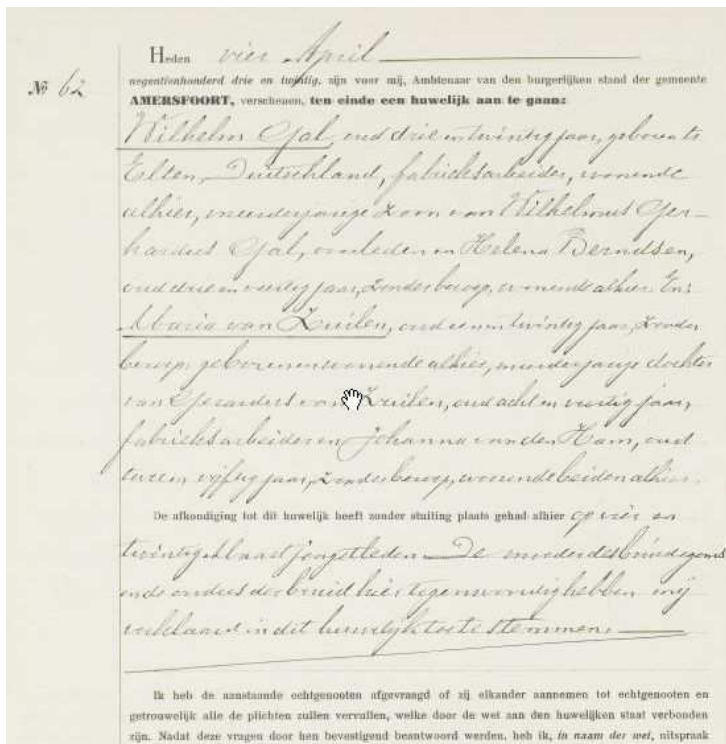 Heden vier April
№ 62
negentienhonderd drie en twintig, zijn voor mij, Ambtenaar van den burgerlijken stand der gemeente
AMERSFOORT, verschenen, ten einde een huwelijk aan te gaan:
Wilhelm Gal, oud drie en twintig jaar, geboren te
Elten, Duitschland, fabrieksarbeider, wonende
alhier, meerderjarige zoon van Wilhelmus Ger-
hardus Gal, overleden en Helena Berndsen,
oud drie en veertig jaar, zonder beroep, wonende alhier. En:
Maria van Zuilen, oud een en twintig jaar, zonder
beroep, geboren en wonende alhier, minderjarige dochter
van Gerardus van Zuilen, oud acht en veertig jaar,
fabrieksarbeider en Johanna van den Ham, oud
twee en vijftig jaar, zonder beroep, wonende beiden alhier.
De afkondiging tot dit huwelijk heeft zonder stuiting plaats gehad alhier op vier en
twintig Maart jongstleden. De moeder des bruidegoms
en de ouders der bruid hier tegenwoordig hebben mij
verklaard in dit huwelijk toe te stemmen.
Ik heb de aanstaande echtgenooten afgevraagd of zij elkander aannemen tot echtgenooten en
getrouwelijk alle de plichten zullen vervullen, welke door de wet aan den huwelijken staat verbonden
zijn. Nadat deze vragen door hen bevestigend beantwoord werden, heb ik, in naam der wet, uitspraak